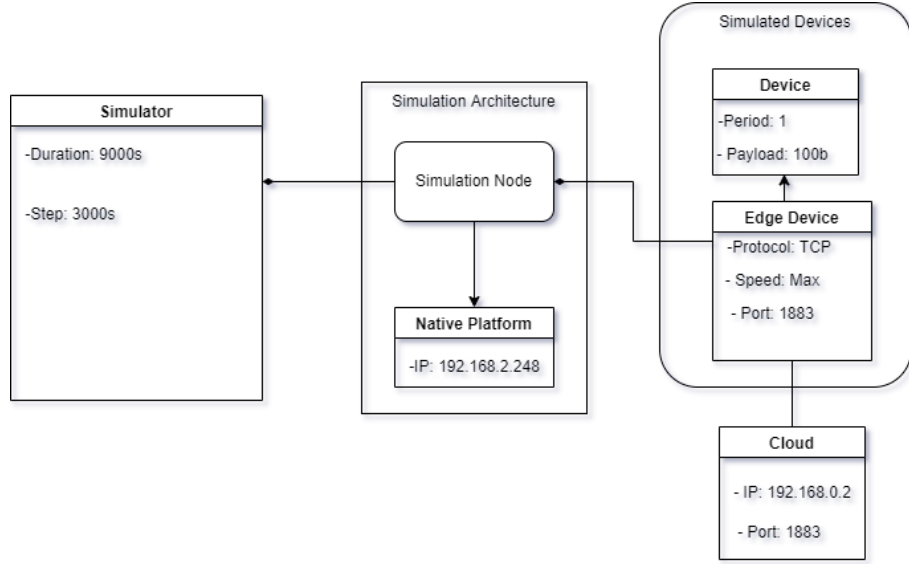 Simulator
-Duration: 9000s
-Step: 3000s
Simulation Architecture
Simulation Node
Native Platform
-IP: 192.168.2.248
Simulated Devices
Device
-Period: 1
- Payload: 100b
Edge Device
-Protocol: TCP
- Speed: Max
- Port: 1883
Cloud
- IP: 192.168.0.2
- Port: 1883